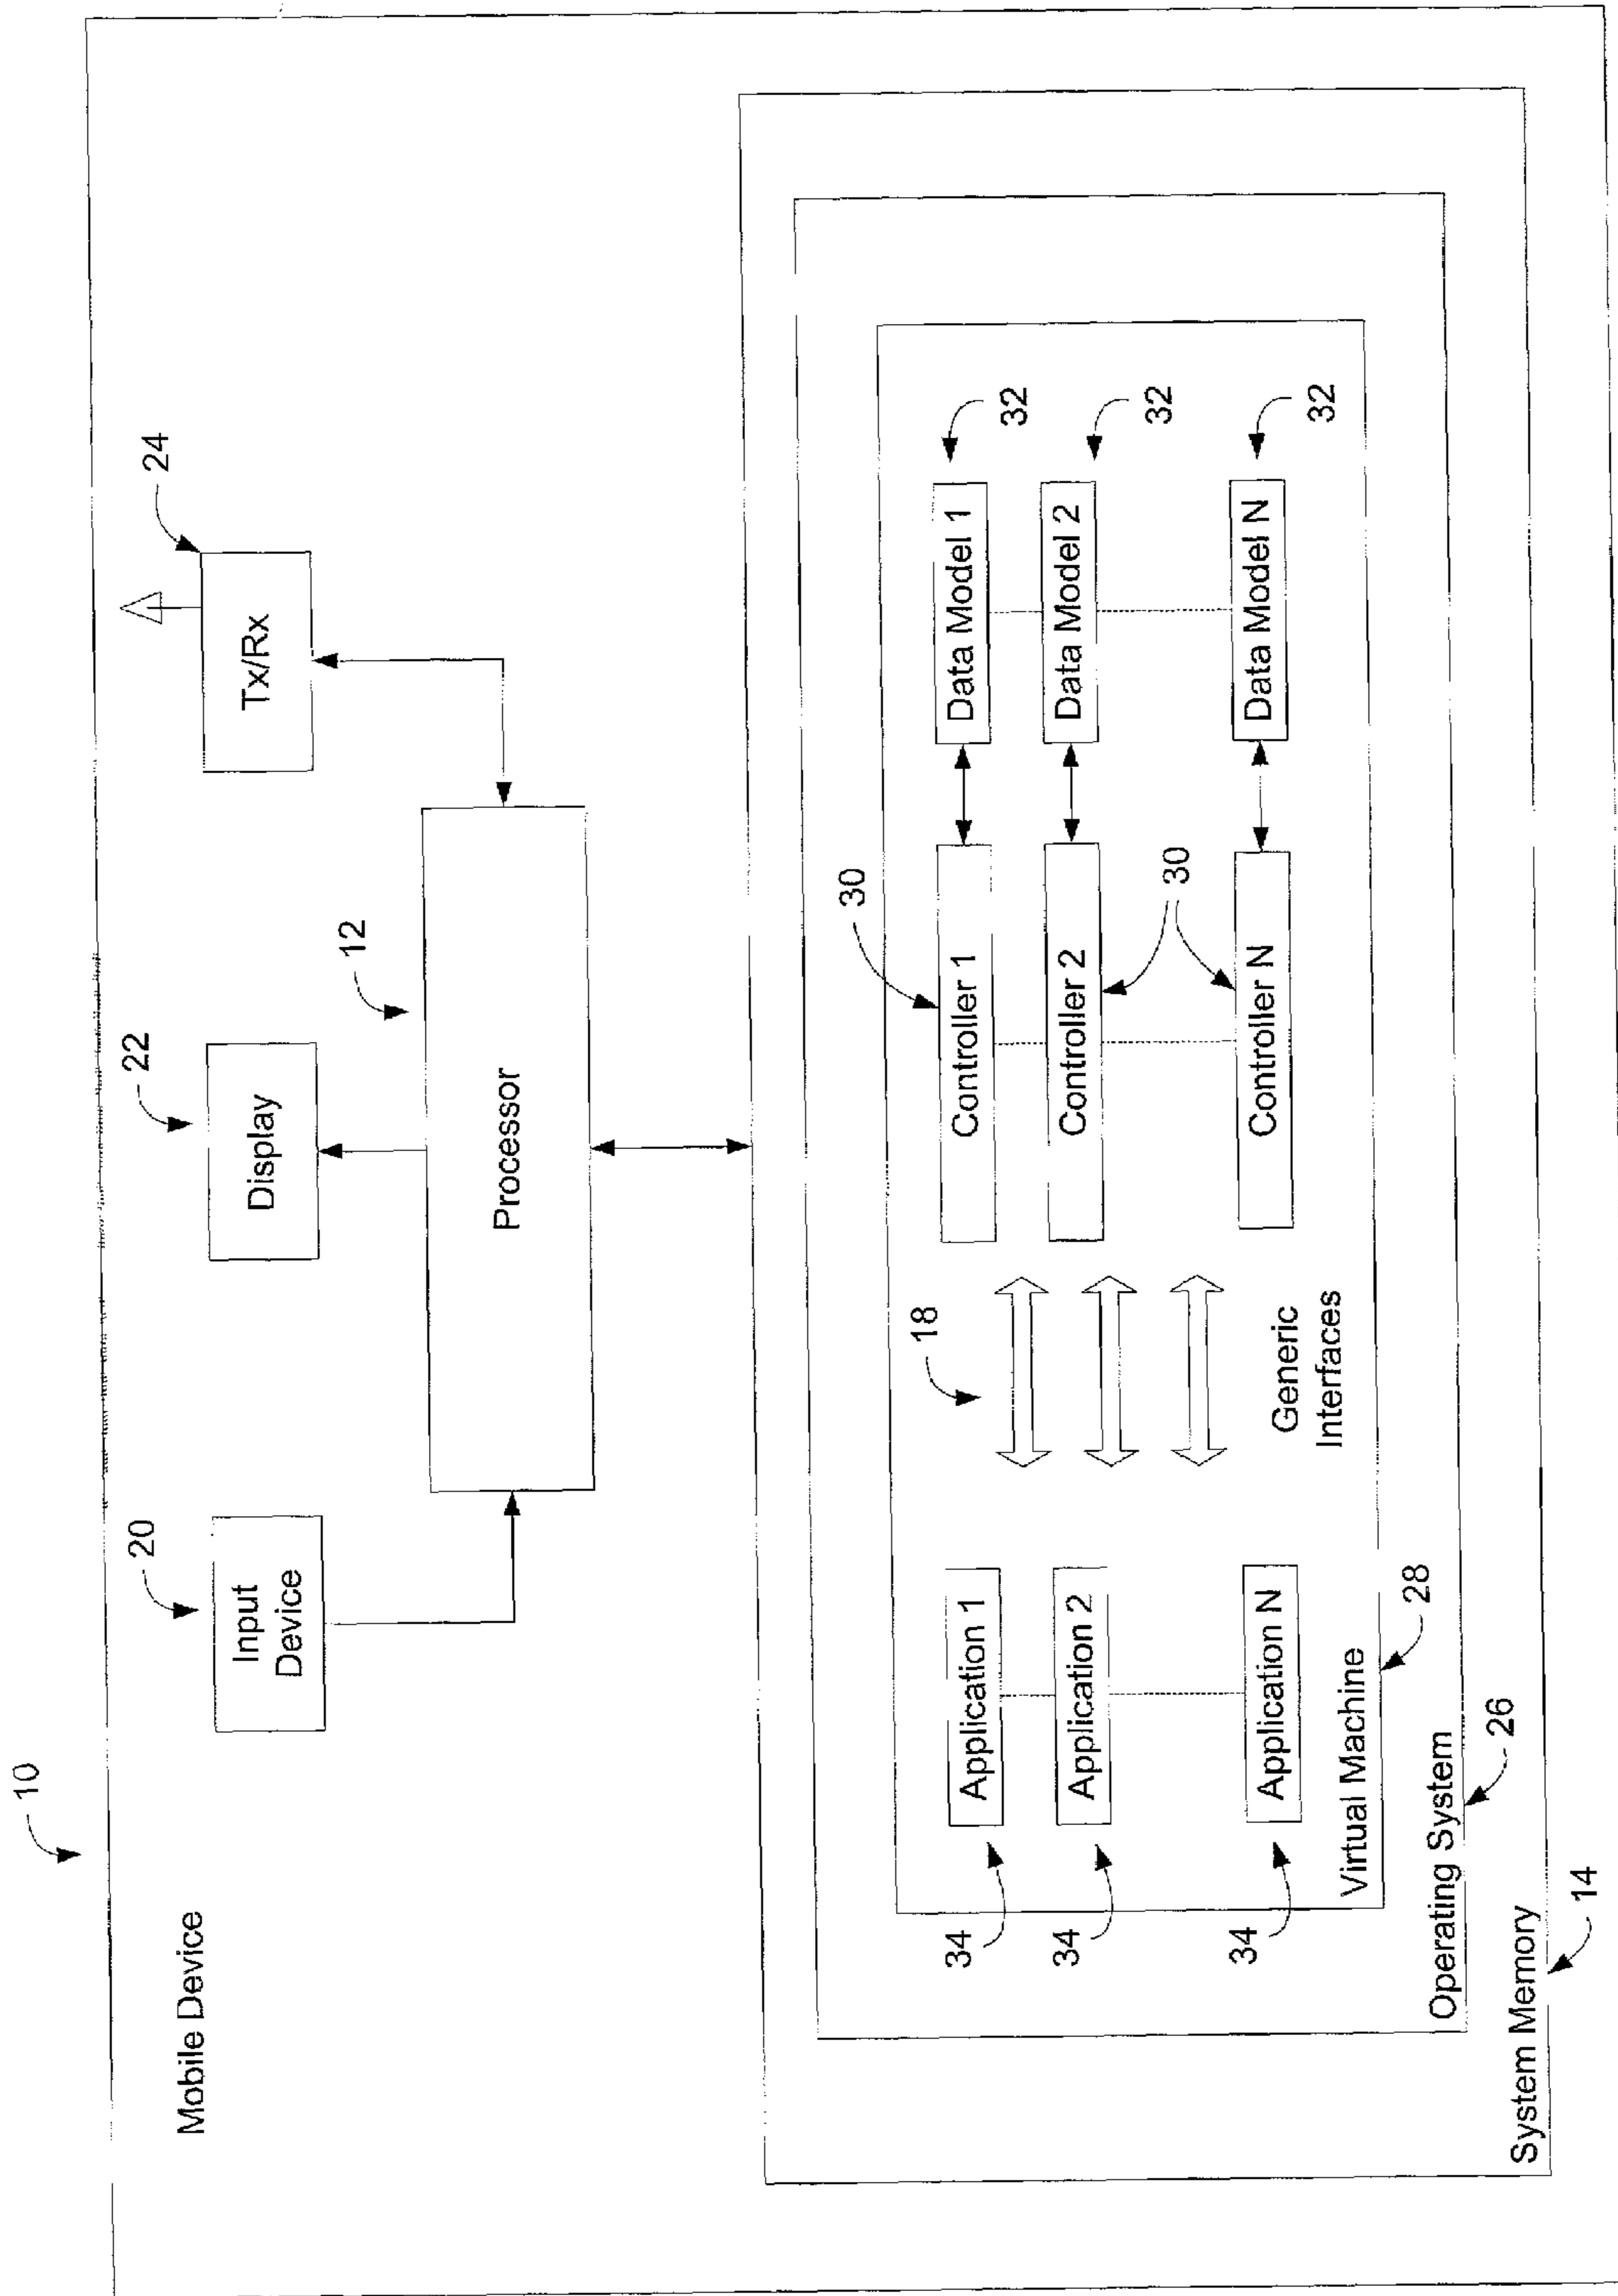 10
Mobile Device
20
Input
Device
22
Display
24
Tx/Rx
12
Processor
34
Application 1
34
Application 2
34
Application N
18
Generic
Interfaces
30
Controller 1
Controller 2
30
Controller N
Data Model 1
32
Data Model 2
32
Data Model N
32
Virtual Machine
28
Operating System
26
System Memory
14